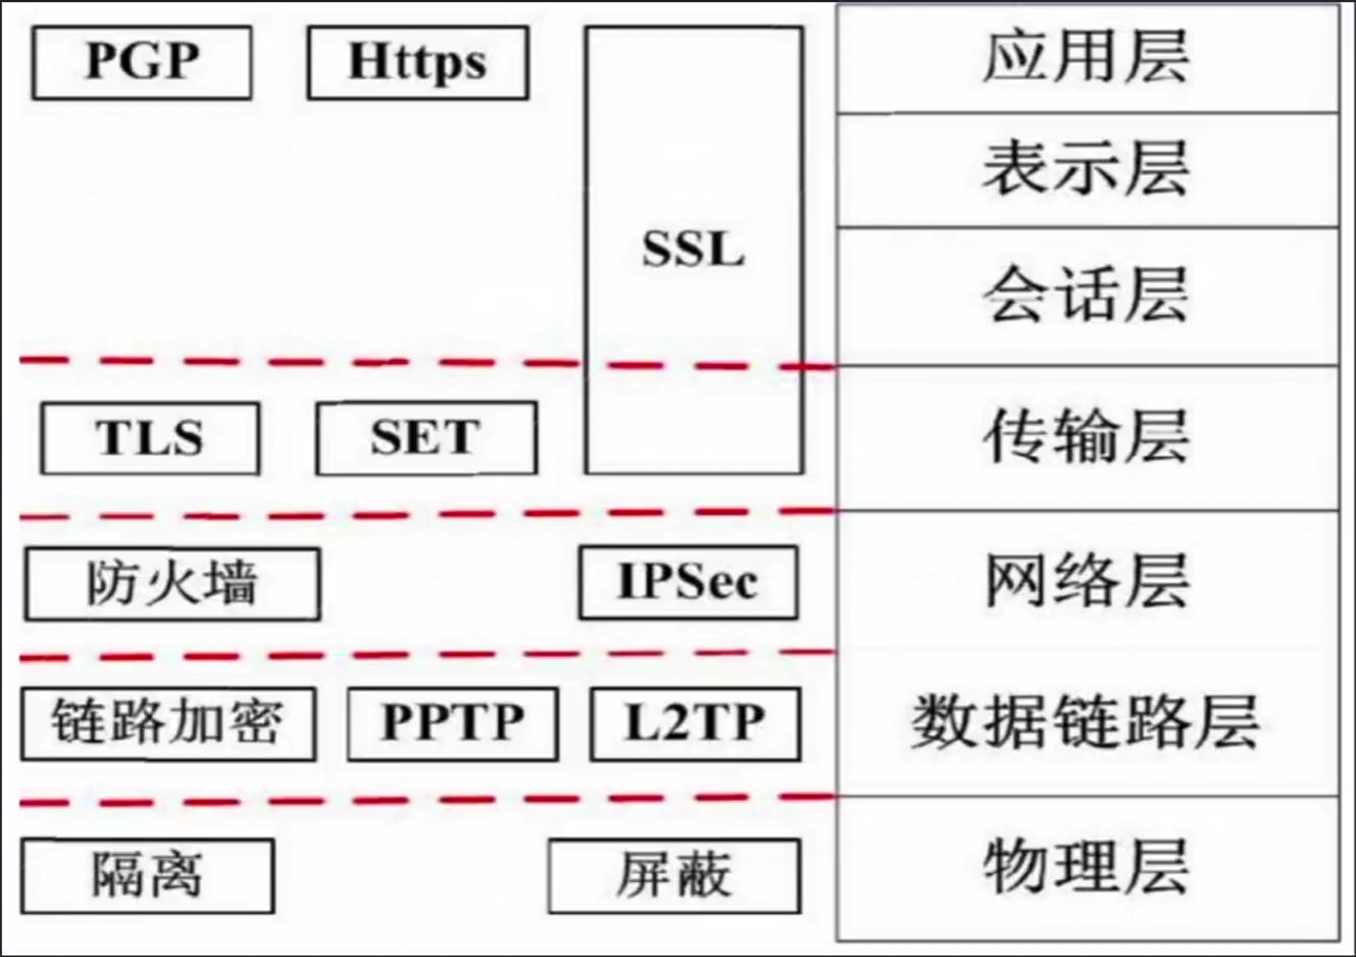 PGP
Https
SSL
应用层
表示层
会话层
TLS
SET
传输层
防火墙
IPSec
网络层
链路加密
PPTP
L2TP
数据链路层
隔离
屏蔽
物理层